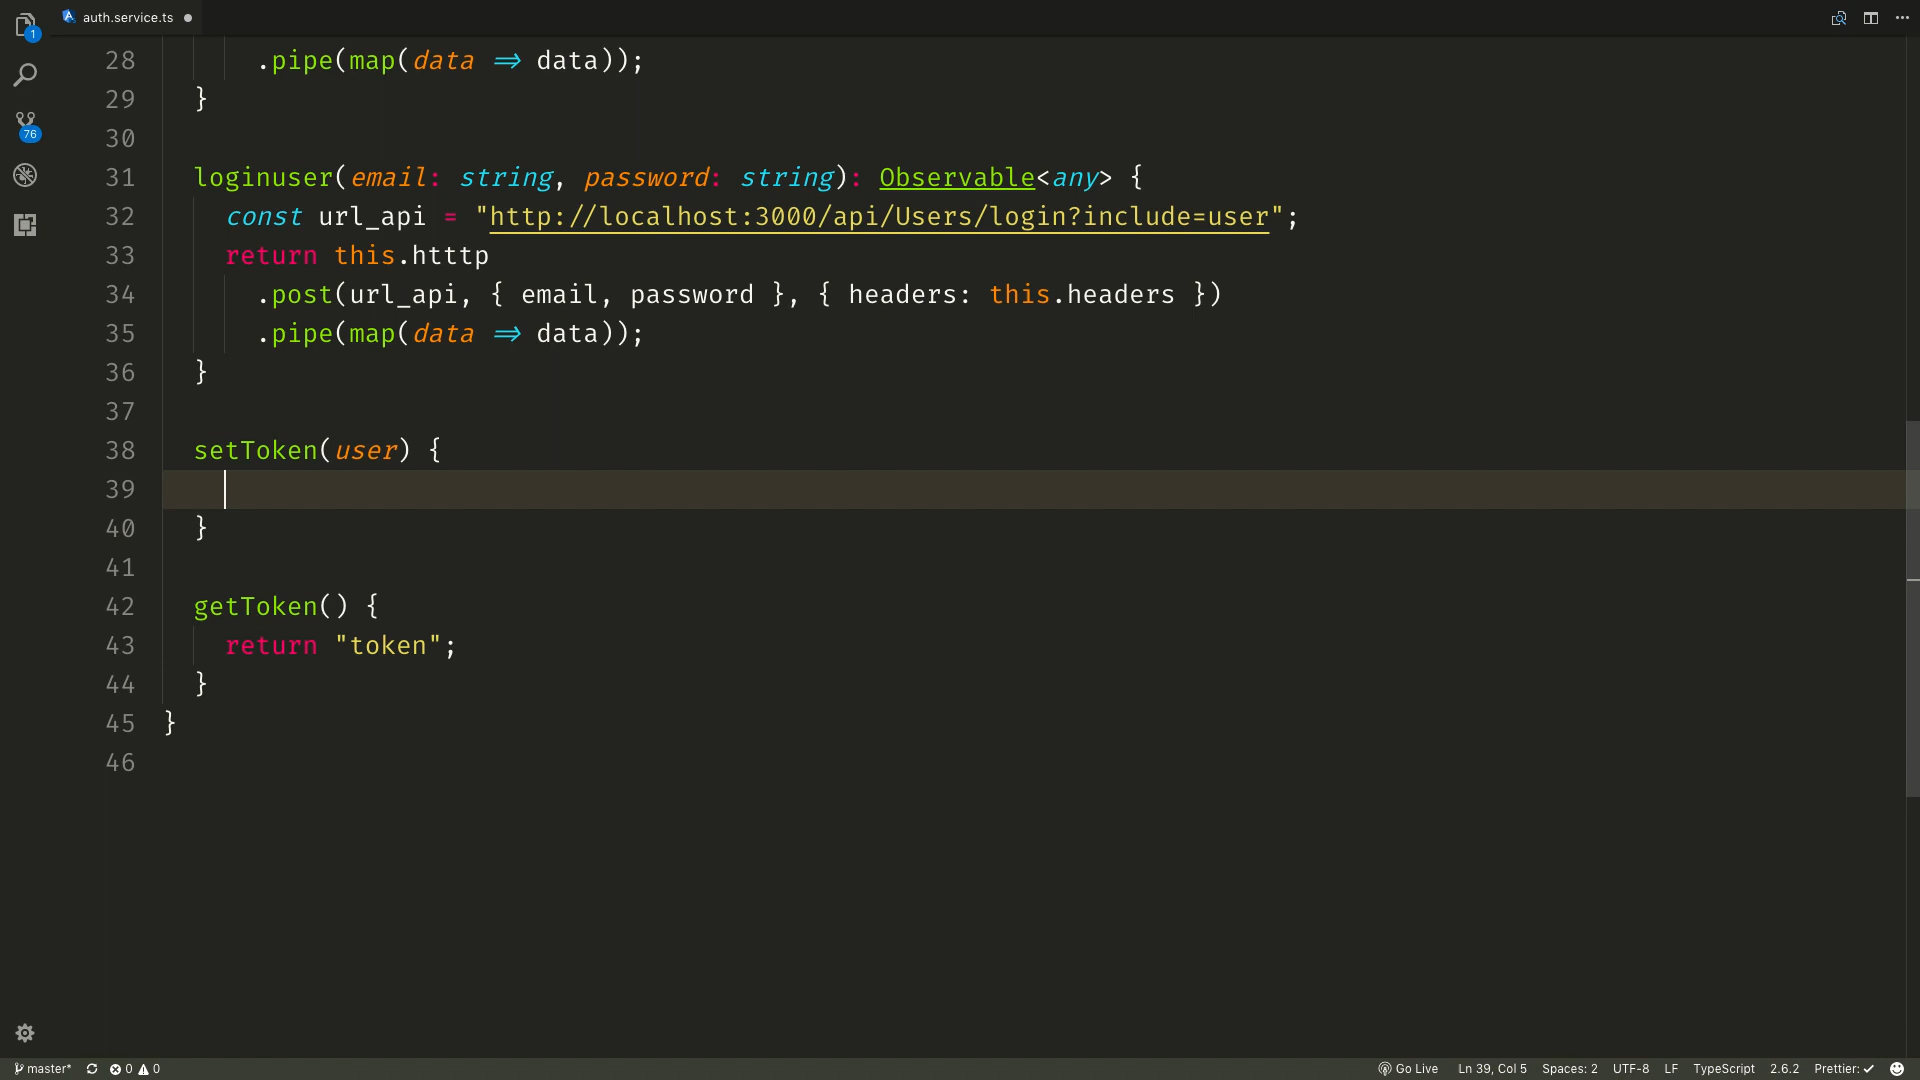 1
auth.service.ts
76
28 .pipe(map(data => data));
29 }
30
31 loginuser(email: string, password: string): Observable<any> {
32 const url_api = "http://localhost:3000/api/Users/login?include=user";
33 return this.htttp
34 .post(url_api, { email, password }, { headers: this.headers })
35 .pipe(map(data => data));
36 }
37
38 setToken(user) {
39
40 }
41
42 getToken() {
43 return "token";
44 }
45 }
46
master* 0 0 Go Live Ln 39, Col 5 Spaces: 2 UTF-8 LF TypeScript 2.6.2 Prettier: ✓